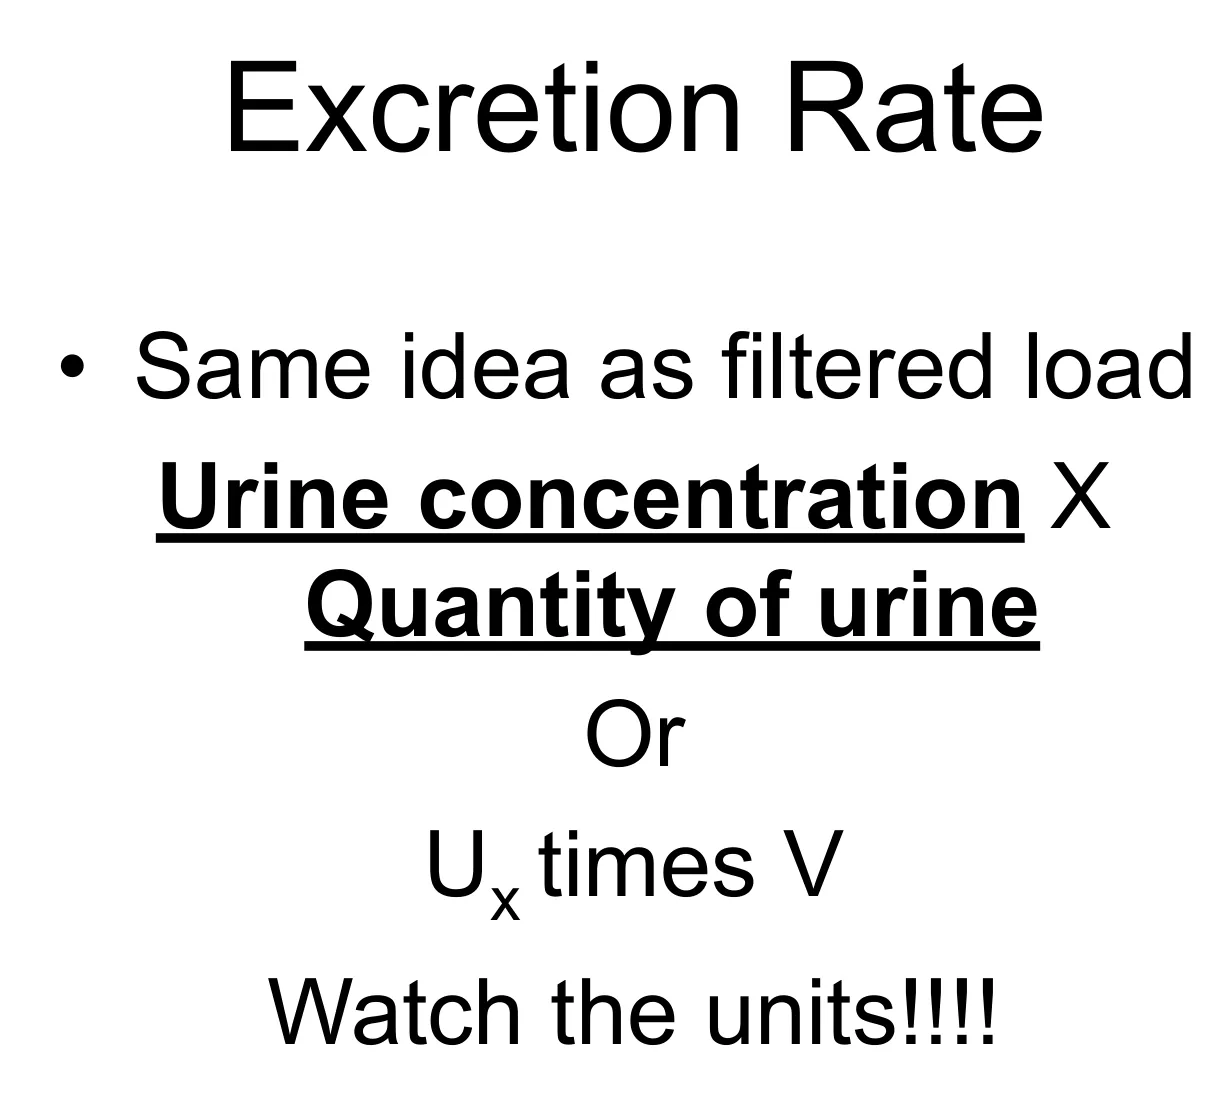 Excretion Rate
• Same idea as filtered load
Urine concentration X
Quantity of urine
Or
Ux times V
Watch the units!!!!